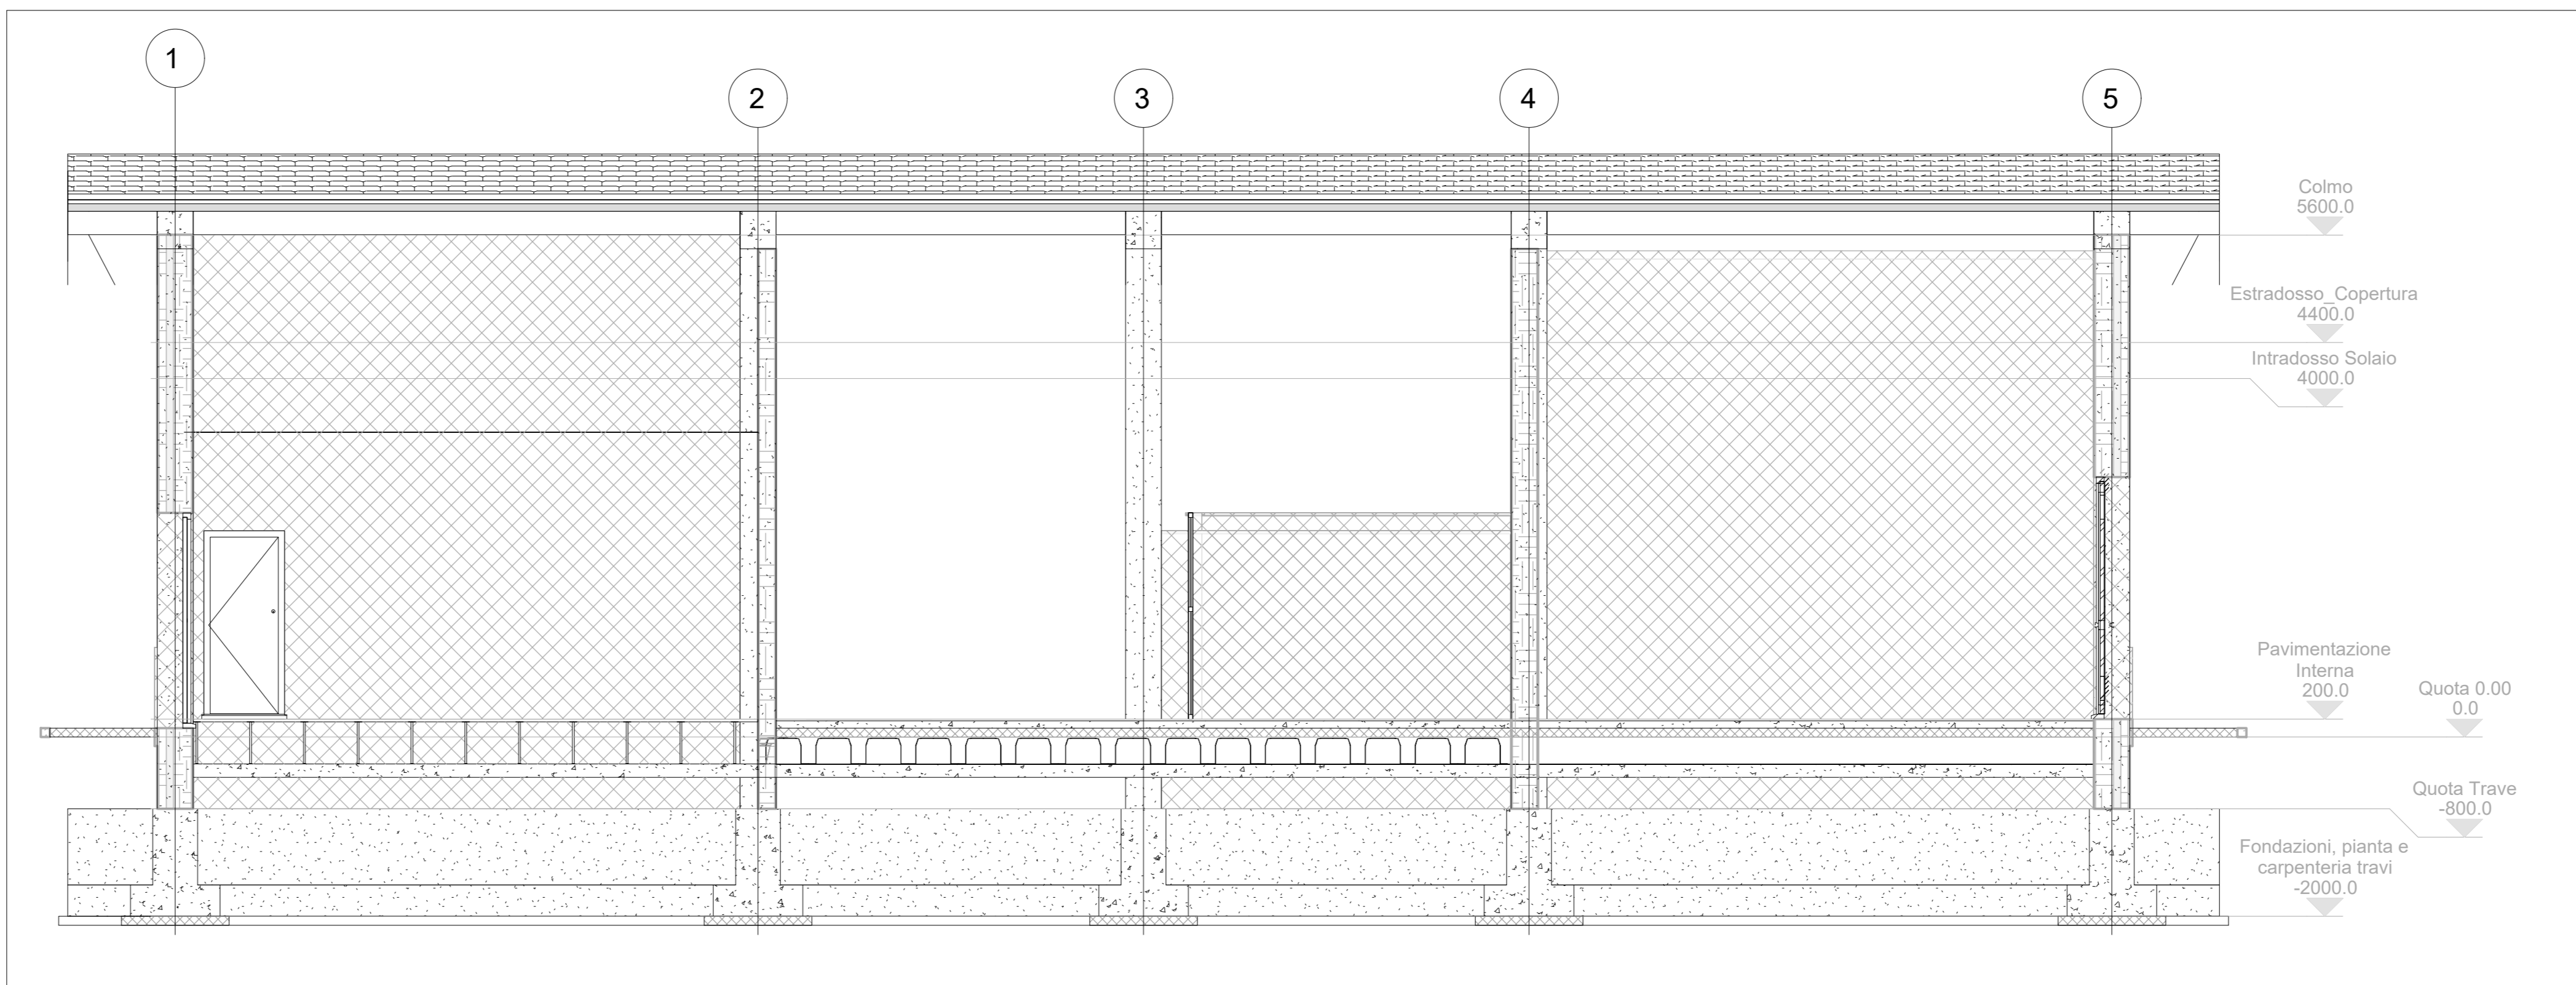 1
2
3
4
5
Colmo
5600.0
Estradosso_Copertura
4400.0
Intradosso Solaio
4000.0
Pavimentazione
Interna
200.0
Quota 0.00
0.0
Quota Trave
-800.0
Fondazioni, pianta e
carpenteria travi
-2000.0